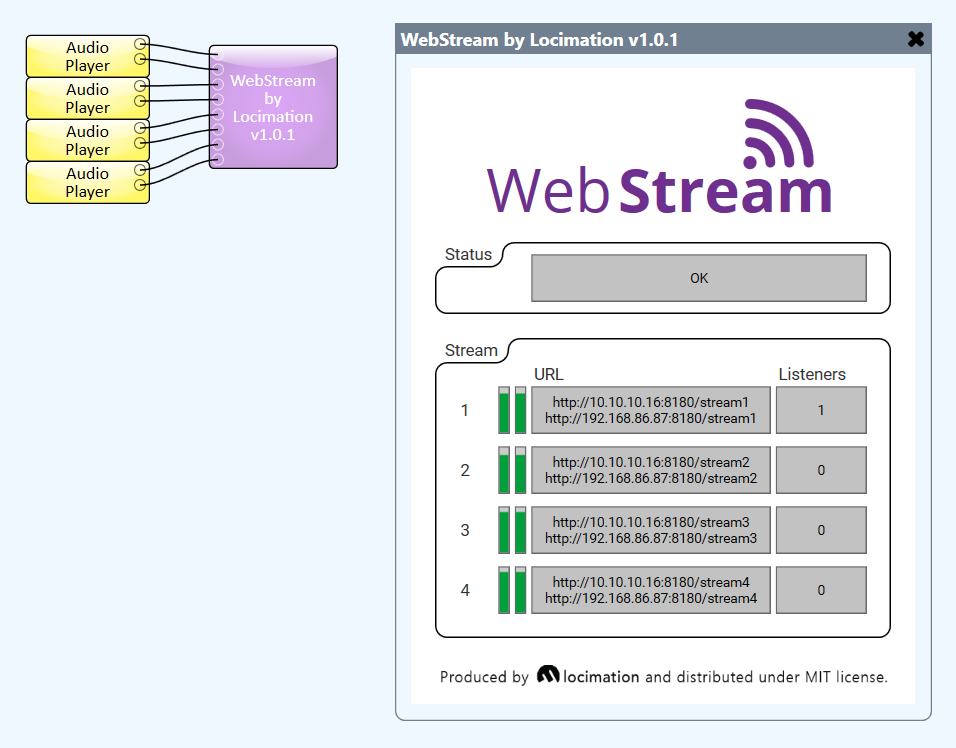 Audio
Player
Audio
Player
Audio
Player
Audio
Player
WebStream
by
Locimation
v1.0.1
WebStream by Locimation v1.0.1
WebStream
Status
OK
Stream
URL
Listeners
1
http://10.10.10.16:8180/stream1
http://192.168.86.87:8180/stream1
1
2
http://10.10.10.16:8180/stream2
http://192.168.86.87:8180/stream2
0
3
http://10.10.10.16:8180/stream3
http://192.168.86.87:8180/stream3
0
4
http://10.10.10.16:8180/stream4
http://192.168.86.87:8180/stream4
0
Produced by locimation and distributed under MIT license.